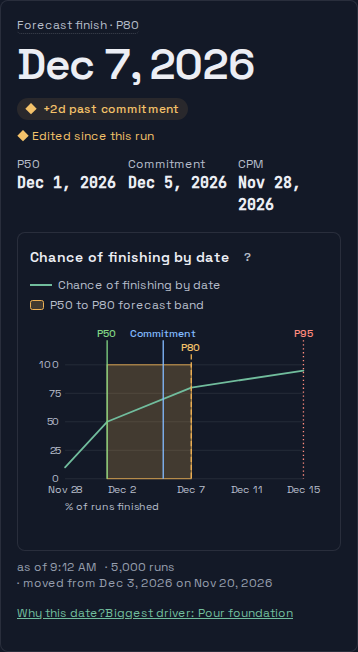 Forecast finish · P80
Dec 7, 2026
+2d past commitment
Edited since this run
P50 Commitment CPM
Dec 1, 2026 Dec 5, 2026 Nov 28, 2026
Chance of finishing by date ?
Chance of finishing by date
P50 to P80 forecast band
P50 Commitment P95
P80
100
75
50
25
0
Nov 28 Dec 2 Dec 7 Dec 11 Dec 15
% of runs finished
as of 9:12 AM · 5,000 runs
· moved from Dec 3, 2026 on Nov 20, 2026
Why this date?Biggest driver: Pour foundation